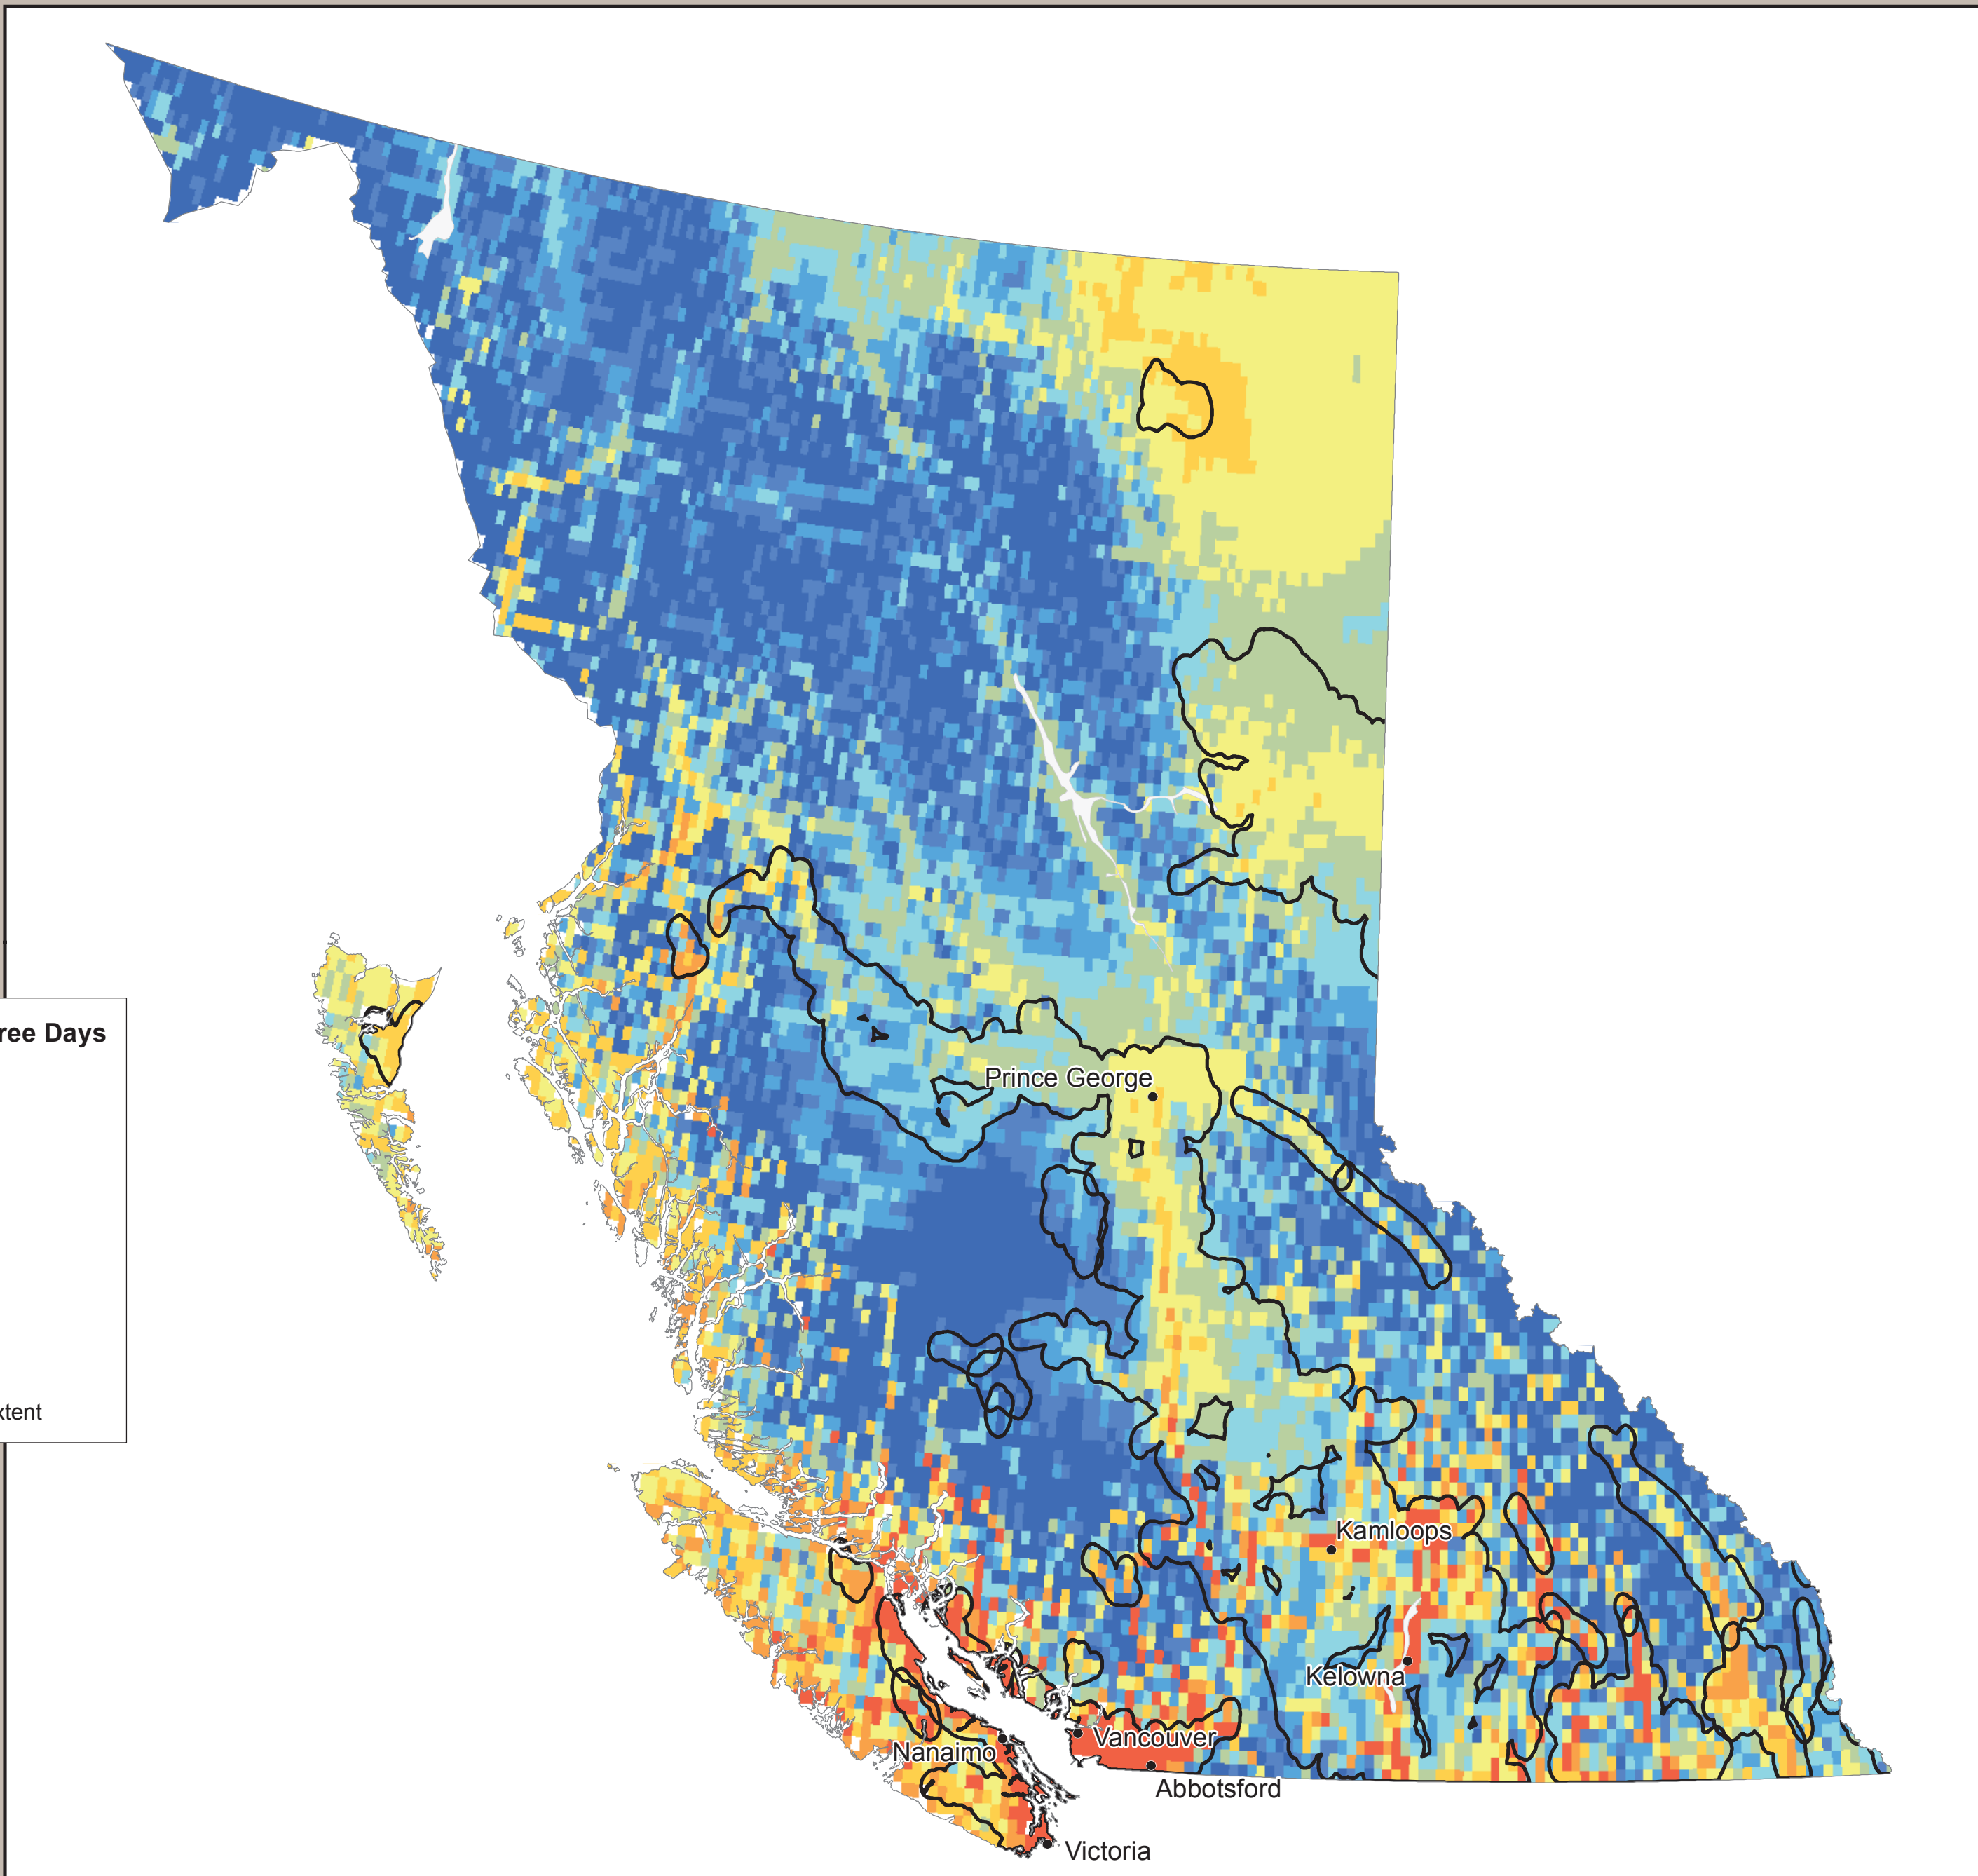 ree Days
Prince George
xtent
Kamloops
Kelowna
Vancouver
Nanaimo
Abbotsford
Victoria